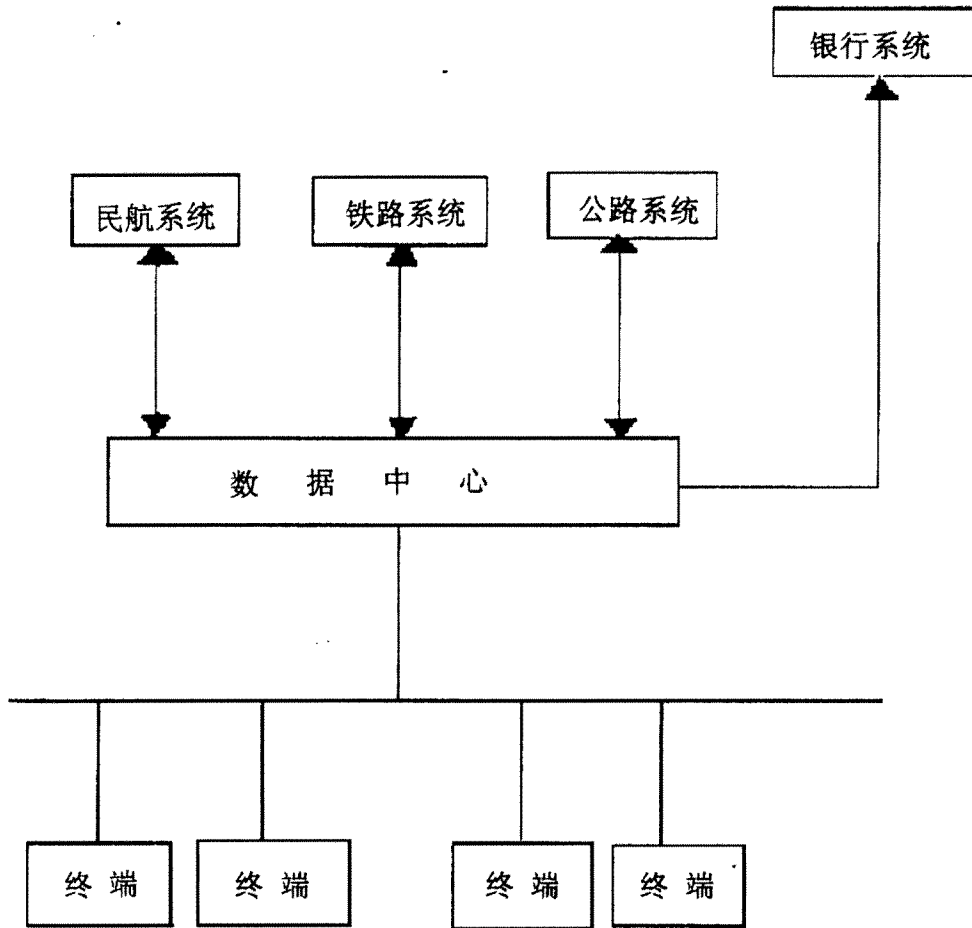 银行系统
民航系统
铁路系统
公路系统
数据中心
终端
终端
终端
终端